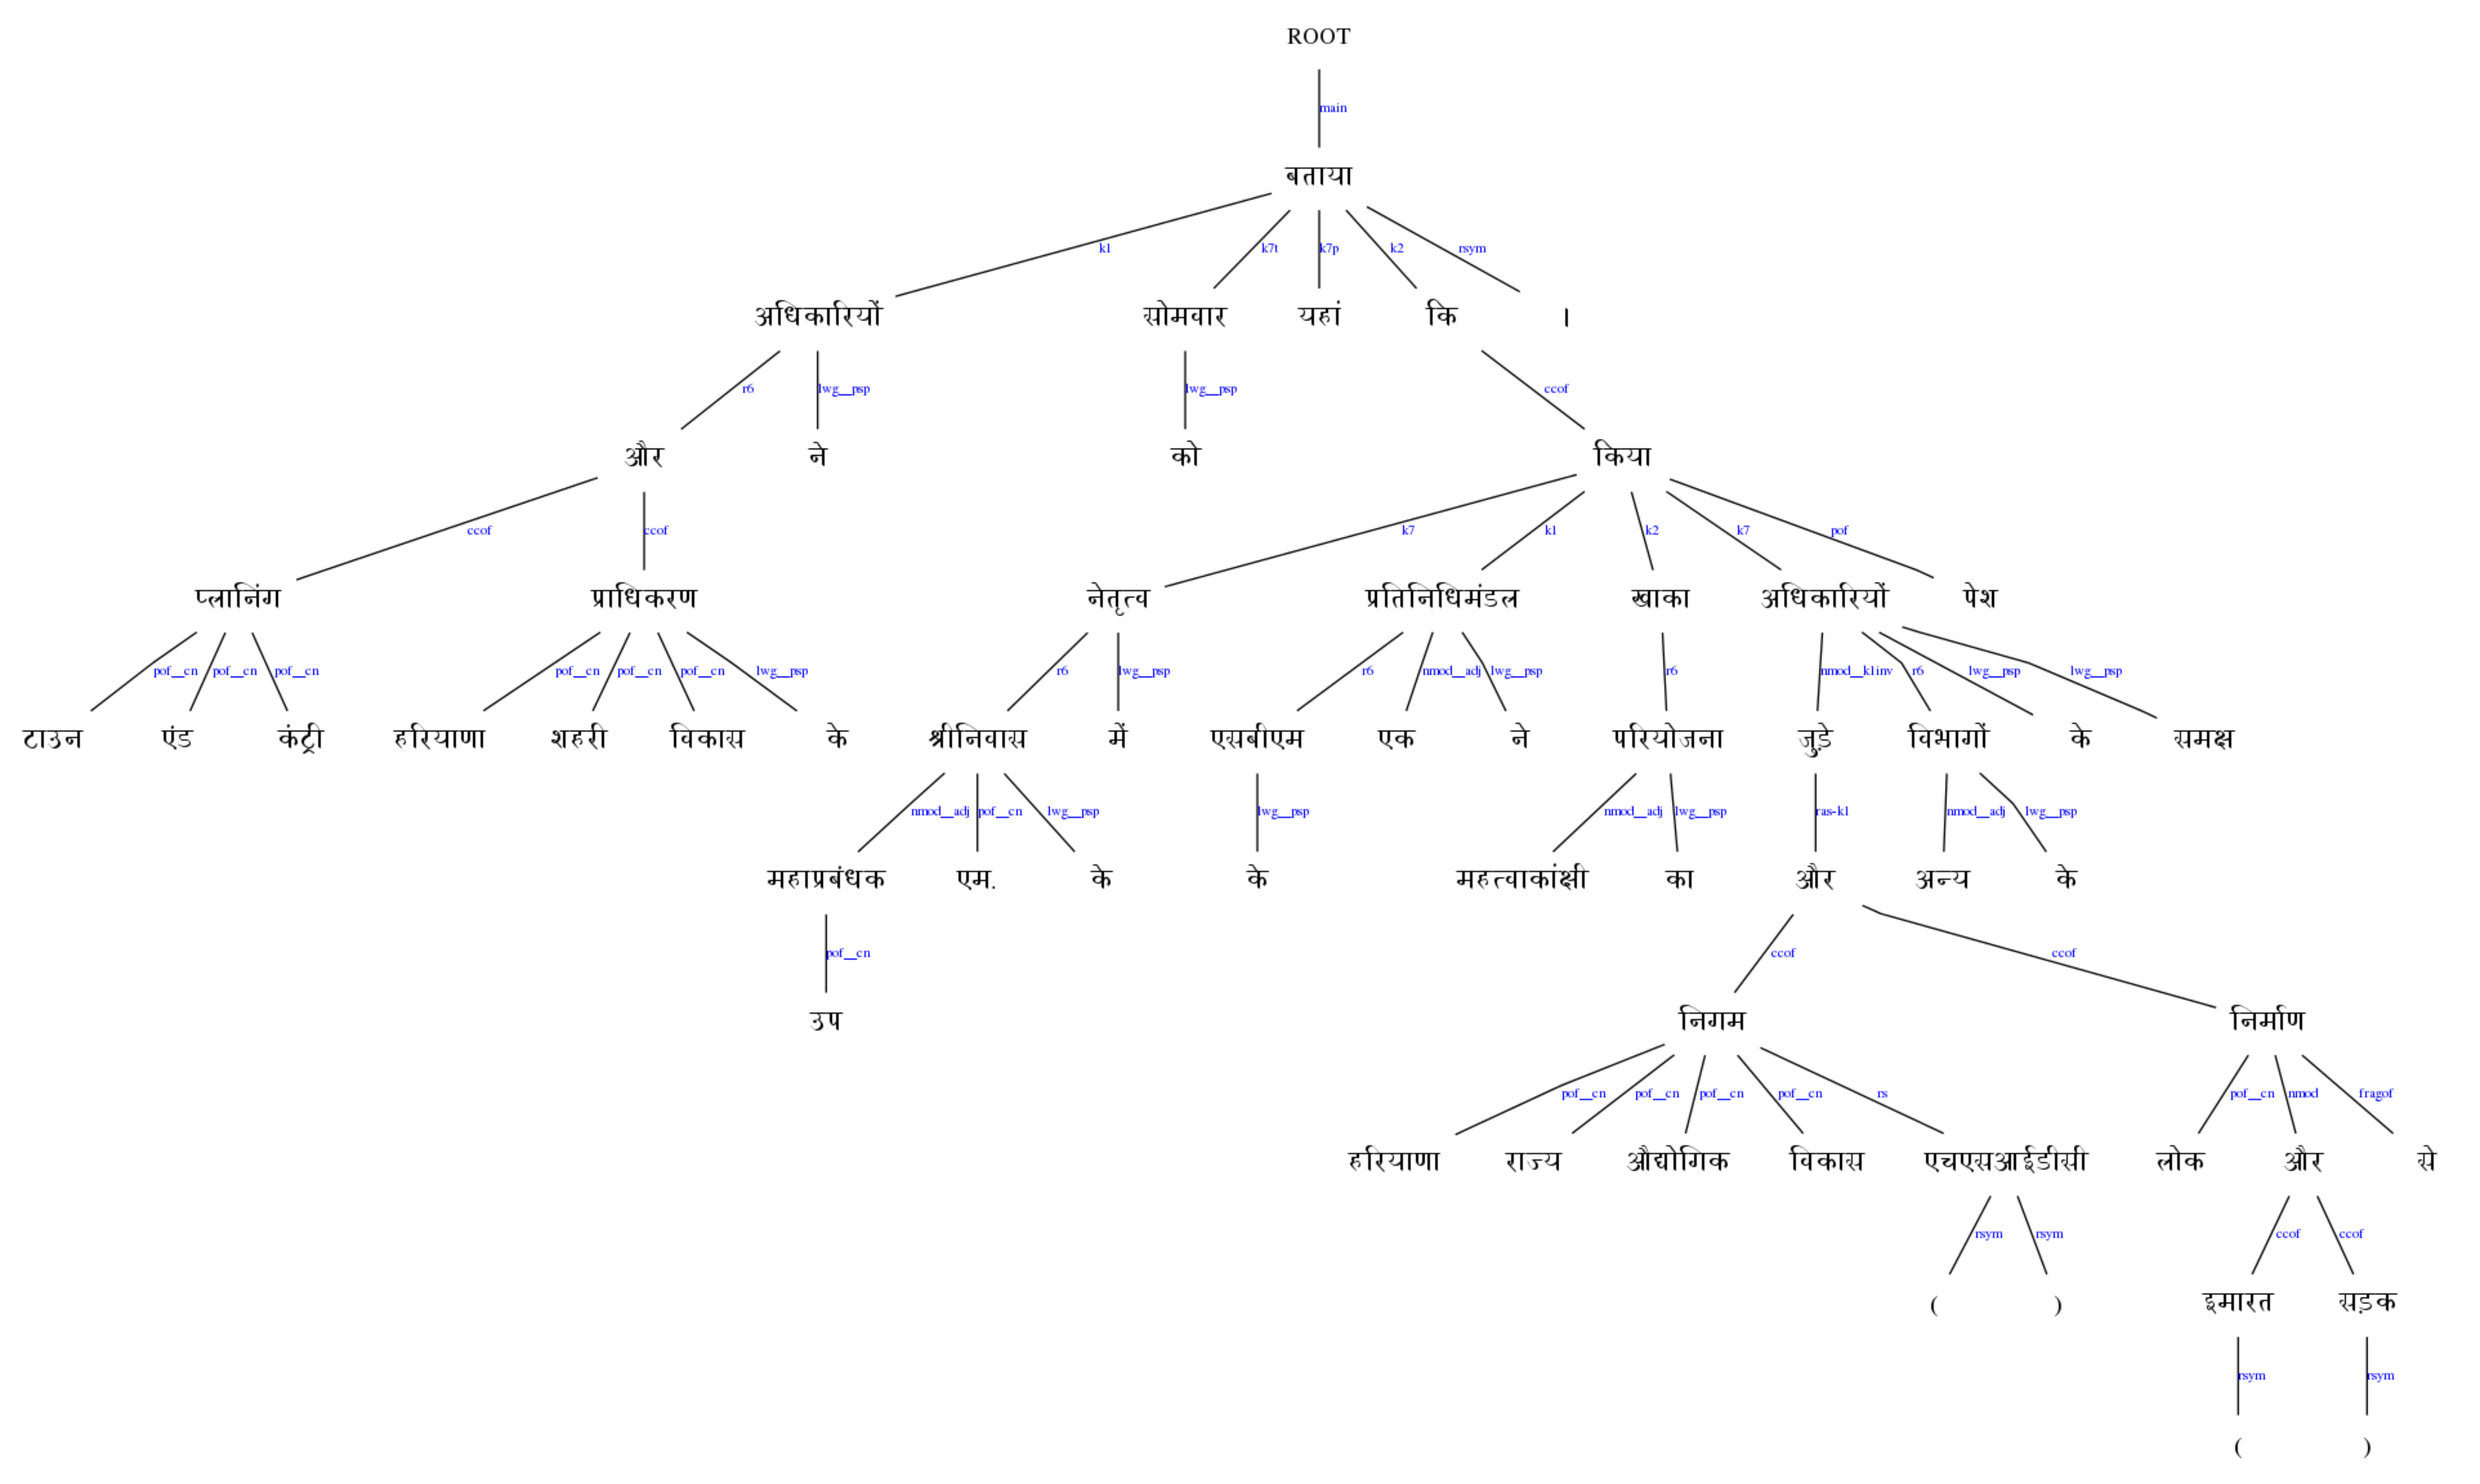 ROOT
main
बताया
k1 k7t k7p k2 rsym
अधिकारियों सोमवार यहां कि ।
r6 lwg__psp lwg__psp ccof
और ने को किया
ccof ccof k7 k1 k2 k7 pof
प्लानिंग प्राधिकरण नेतृत्व प्रतिनिधिमंडल खाका अधिकारियों पेश
pof__cn pof__cn pof__cn pof__cn pof__cn pof__cn lwg__psp r6 lwg__psp r6 nmod__adj lwg__psp r6 nmod__k1inv r6 lwg__psp lwg__psp
टाउन एंड कंट्री हरियाणा शहरी विकास के श्रीनिवास में एसबीएम एक ने परियोजना जुड़े विभागों के समक्ष
nmod__adj pof__cn lwg__psp lwg__psp nmod__adj lwg__psp ras-k1 nmod__adj lwg__psp
महाप्रबंधक एम. के के महत्वाकांक्षी का और अन्य के
pof__cn ccof ccof
उप निगम निर्माण
pof__cn pof__cn pof__cn pof__cn rs pof__cn nmod fragof
हरियाणा राज्य औद्योगिक विकास एचएसआईडीसी लोक और से
rsym rsym ccof ccof
( ) इमारत सड़क
rsym rsym
( )